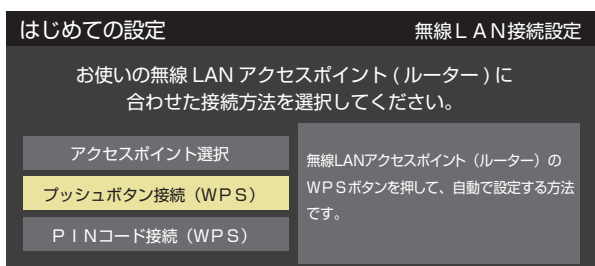 はじめての設定
無線ＬＡＮ接続設定
お使いの無線 LAN アクセスポイント ( ルーター ) に
合わせた接続方法を選択してください。
アクセスポイント選択
プッシュボタン接続（WPS）
ＰＩＮコード接続（WPS）
無線LANアクセスポイント（ルーター）の
ＷＰＳボタンを押して、自動で設定する方法
です。